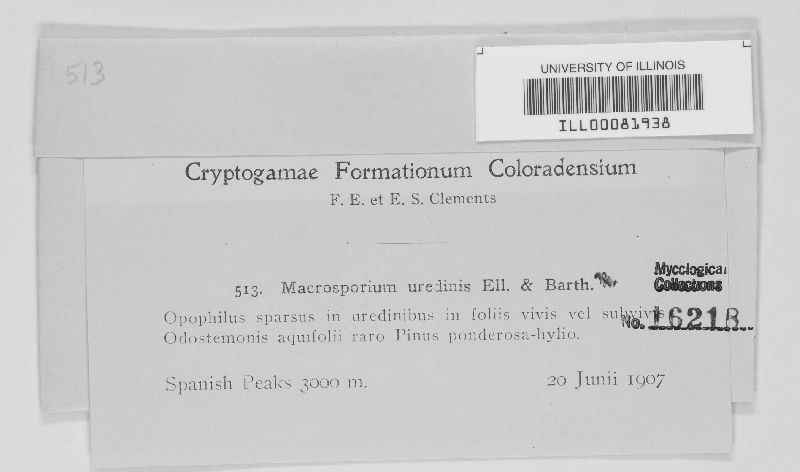 513
UNIVERSITY OF ILLINOIS
ILL00081938
Cryptogamae Formationum Coloradensium
F. E. et E. S. Clements
513. Macrosporium uredinis Ell. & Barth.
Mycological
Collections
No. 16218
Opophilus sparsus in uredinibus in foliis vivis vel subvivis
Odostemonis aquifolii raro Pinus ponderosa-hylio.
Spanish Peaks 3000 m. 20 Junii 1907